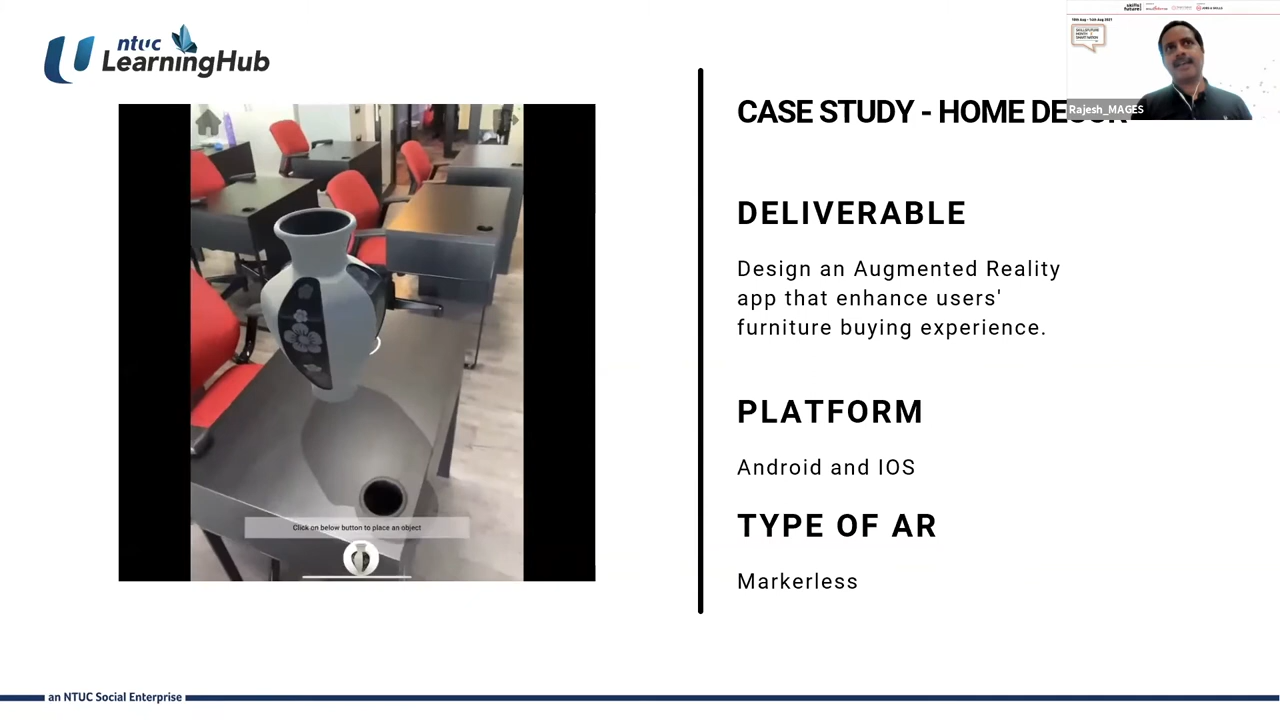 ntuc
LearningHub
CASE STUDY - HOME DECOR
DELIVERABLE
Design an Augmented Reality
app that enhance users'
furniture buying experience.
PLATFORM
Android and IOS
TYPE OF AR
Markerless
Click on below button to place an object
Rajesh_MAGES
an NTUC Social Enterprise